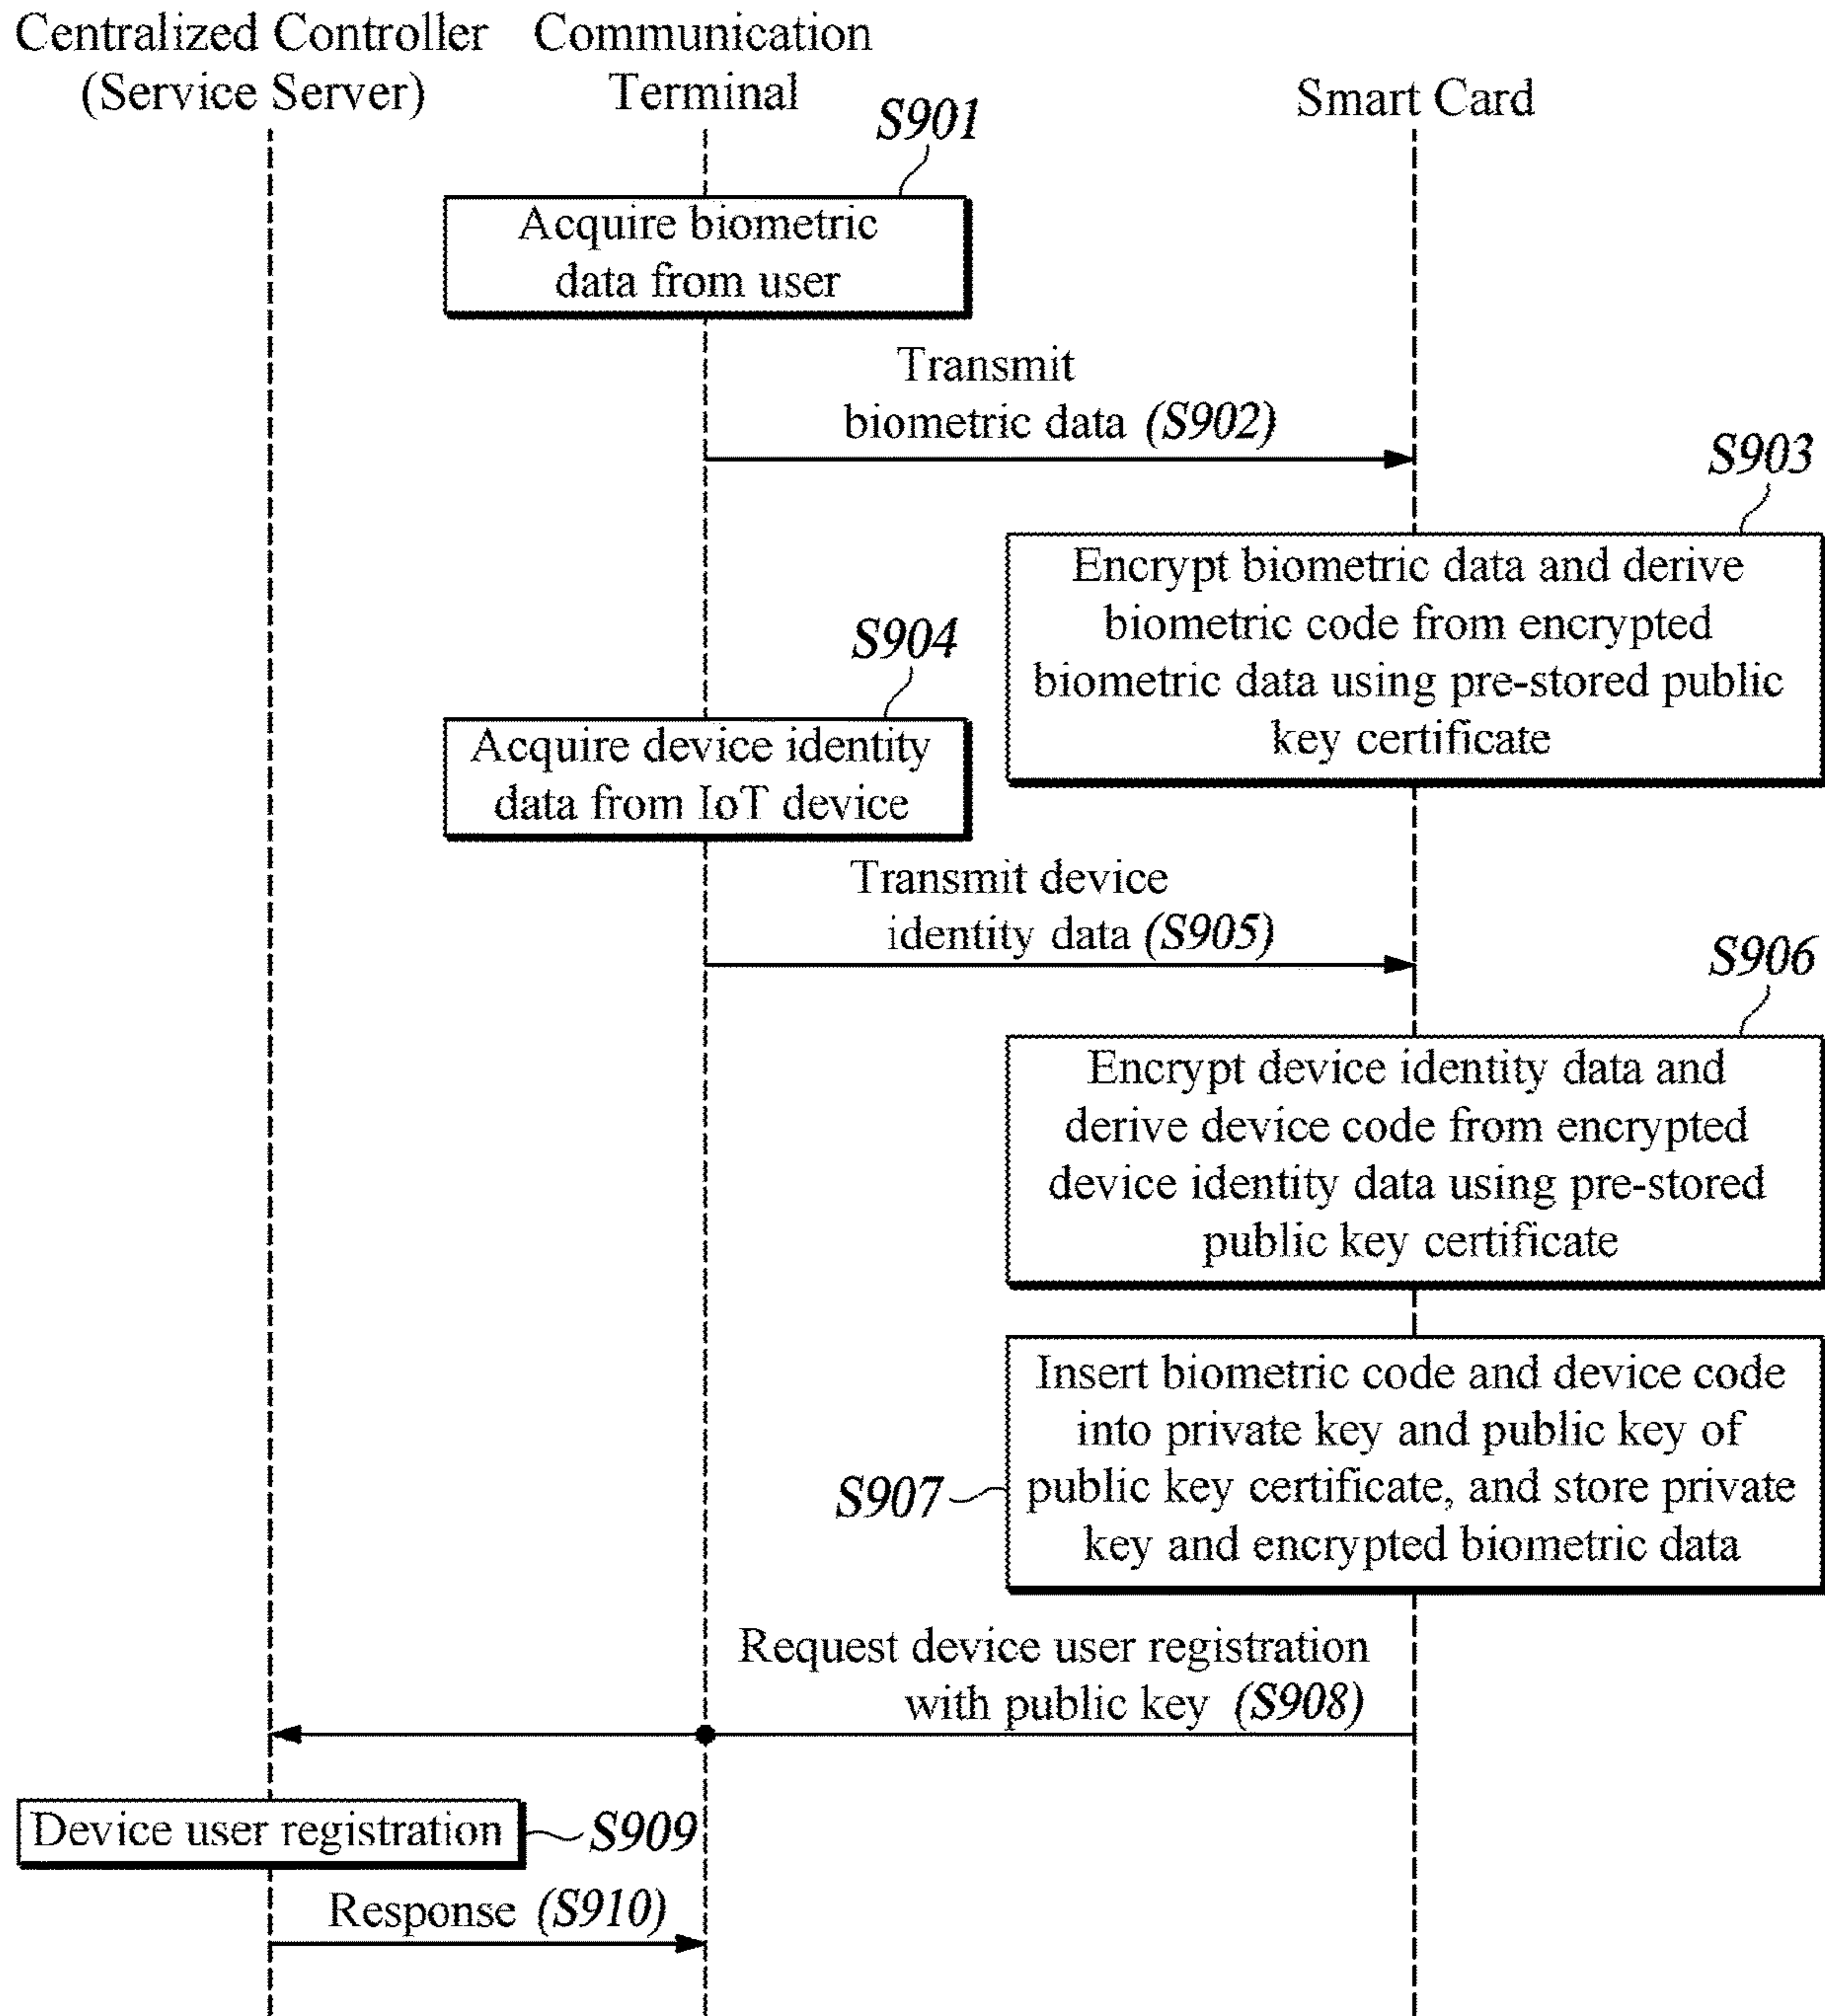 Centralized Controller
(Service Server)
Communication
Terminal
Smart Card
S901
Acquire biometric
data from user
Transmit
biometric data (S902)
S903
Encrypt biometric data and derive
biometric code from encrypted
biometric data using pre-stored public
key certificate
S904
Acquire device identity
data from IoT device
Transmit device
identity data (S905)
S906
Encrypt device identity data and
derive device code from encrypted
device identity data using pre-stored
public key certificate
Insert biometric code and device code
into private key and public key of
public key certificate, and store private
key and encrypted biometric data
S907
Request device user registration
with public key (S908)
Device user registration
S909
Response (S910)